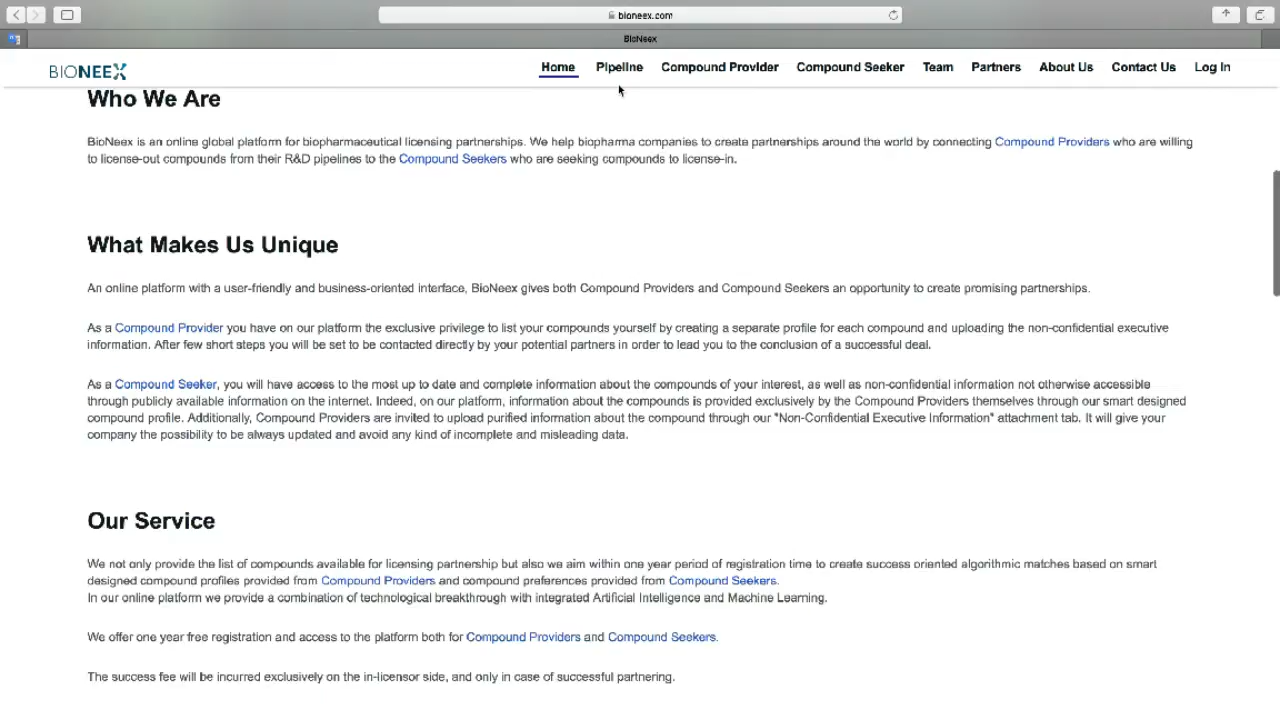 bioneex.com
BioNeex
BIONEEX
Home Pipeline Compound Provider Compound Seeker Team Partners About Us Contact Us Log In
Who We Are
BioNeex is an online global platform for biopharmaceutical licensing partnerships. We help biopharma companies to create partnerships around the world by connecting Compound Providers who are willing
to license-out compounds from their R&D pipelines to the Compound Seekers who are seeking compounds to license-in.
What Makes Us Unique
An online platform with a user-friendly and business-oriented interface, BioNeex gives both Compound Providers and Compound Seekers an opportunity to create promising partnerships.
As a Compound Provider you have on our platform the exclusive privilege to list your compounds yourself by creating a separate profile for each compound and uploading the non-confidential executive
information. After few short steps you will be set to be contacted directly by your potential partners in order to lead you to the conclusion of a successful deal.
As a Compound Seeker, you will have access to the most up to date and complete information about the compounds of your interest, as well as non-confidential information not otherwise accessible
through publicly available information on the internet. Indeed, on our platform, information about the compounds is provided exclusively by the Compound Providers themselves through our smart designed
compound profile. Additionally, Compound Providers are invited to upload purified information about the compound through our "Non-Confidential Executive Information" attachment tab. It will give your
company the possibility to be always updated and avoid any kind of incomplete and misleading data.
Our Service
We not only provide the list of compounds available for licensing partnership but also we aim within one year period of registration time to create success oriented algorithmic matches based on smart
designed compound profiles provided from Compound Providers and compound preferences provided from Compound Seekers.
In our online platform we provide a combination of technological breakthrough with integrated Artificial Intelligence and Machine Learning.
We offer one year free registration and access to the platform both for Compound Providers and Compound Seekers.
The success fee will be incurred exclusively on the in-licensor side, and only in case of successful partnering.